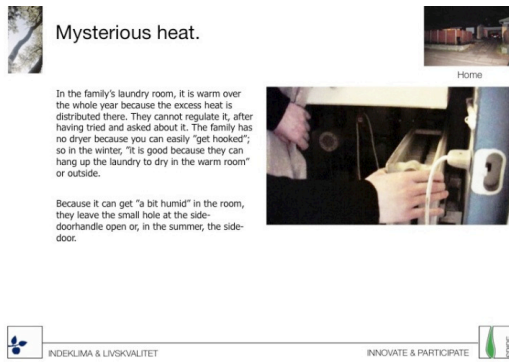 Mysterious heat.
Home
In the family's laundry room, it is warm over
the whole year because the excess heat is
distributed there. They cannot regulate it, after
having tried and asked about it. The family has
no dryer because you can easily "get hooked";
so in the winter, "it is good because they can
hang up the laundry to dry in the warm room"
or outside.
Because it can get "a bit humid" in the room,
they leave the small hole at the side-
doorhandle open or, in the summer, the side-
door.
INDEKLIMA & LIVSKVALITET
INNOVATE & PARTICIPATE